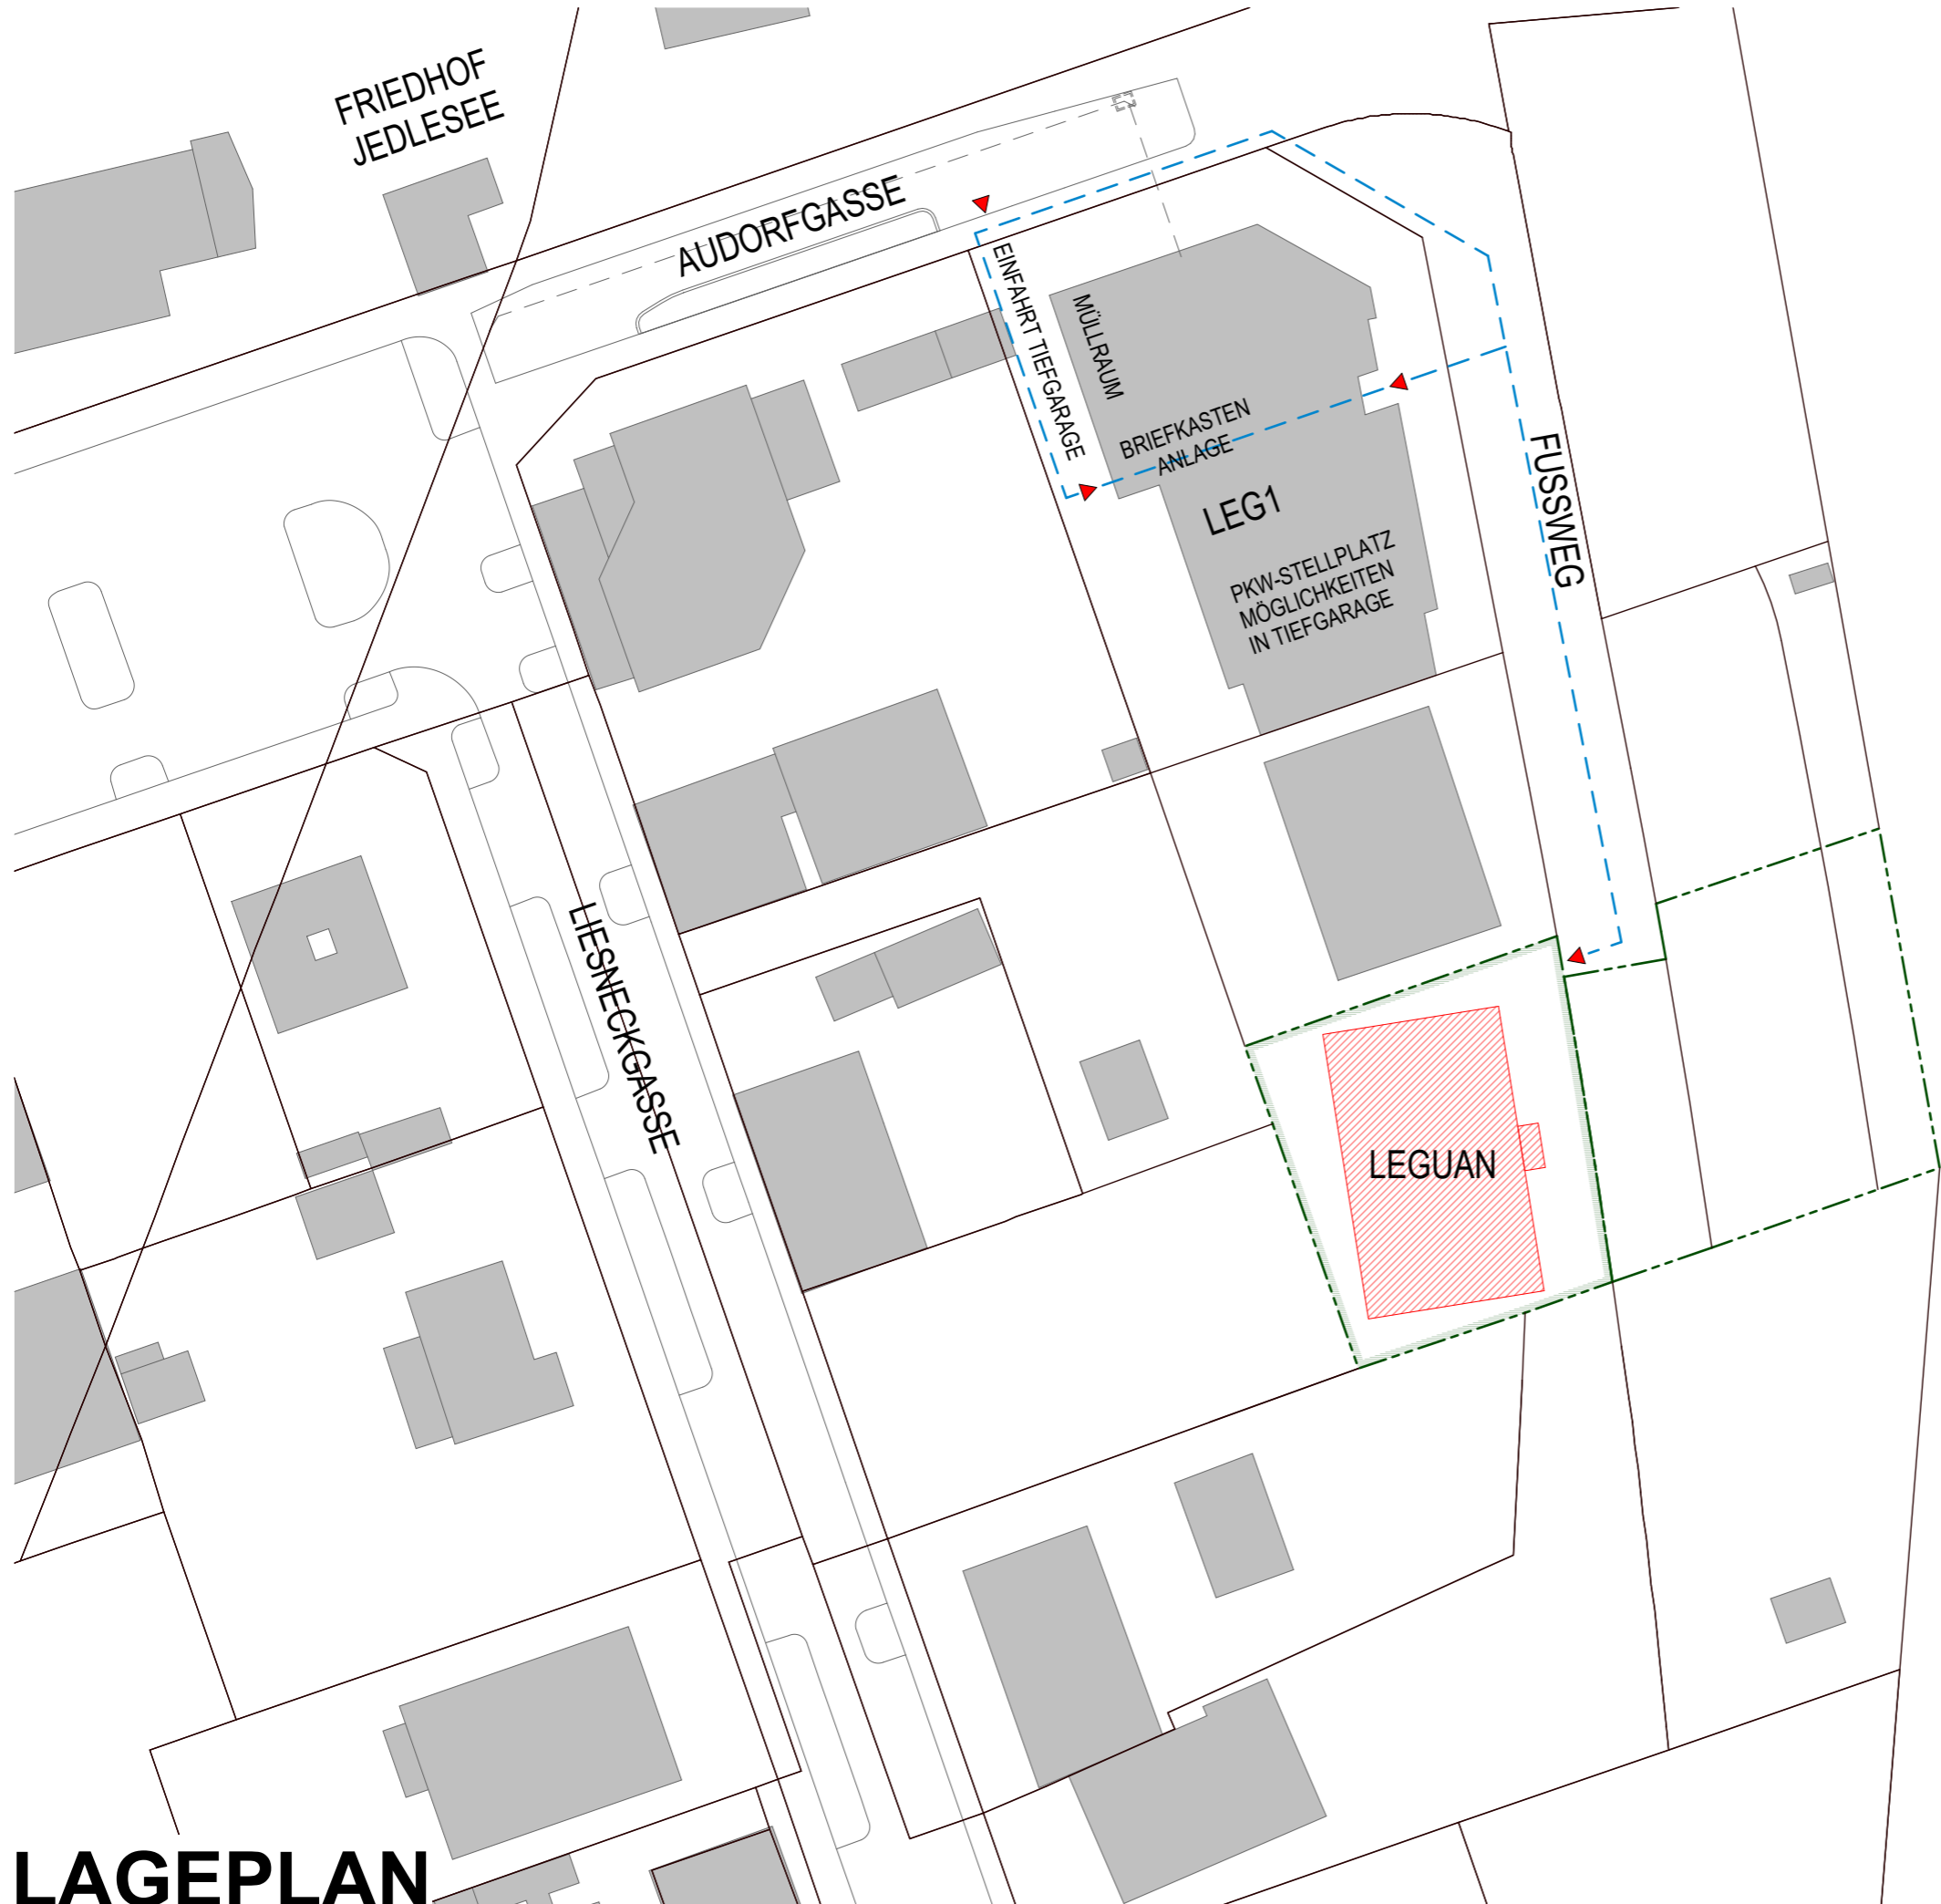 FRIEDHOF
JEDLESEE
AUDORFGASSE
EINFAHRT TIEFGARAGE
MÜLLRAUM
BRIEFKASTEN
ANLAGE
LEG1
PKW-STELLPLATZ
MÖGLICHKEITEN
IN TIEFGARAGE
FUSSWEG
LIESNECKGASSE
LEGUAN
LAGEPLAN